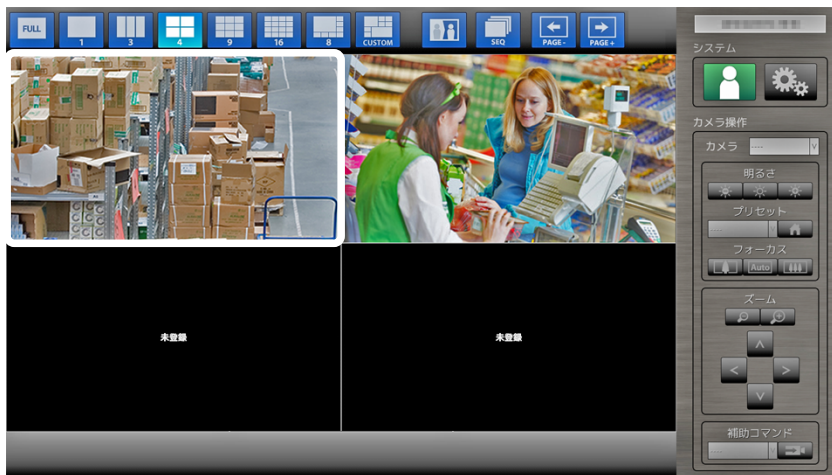 FULL
1
3
4
9
16
8
CUSTOM
SEQ
PAGE-
PAGE+
システム
カメラ操作
カメラ ----
明るさ
プリセット
フォーカス
Auto
ズーム
未登録
未登録
補助コマンド